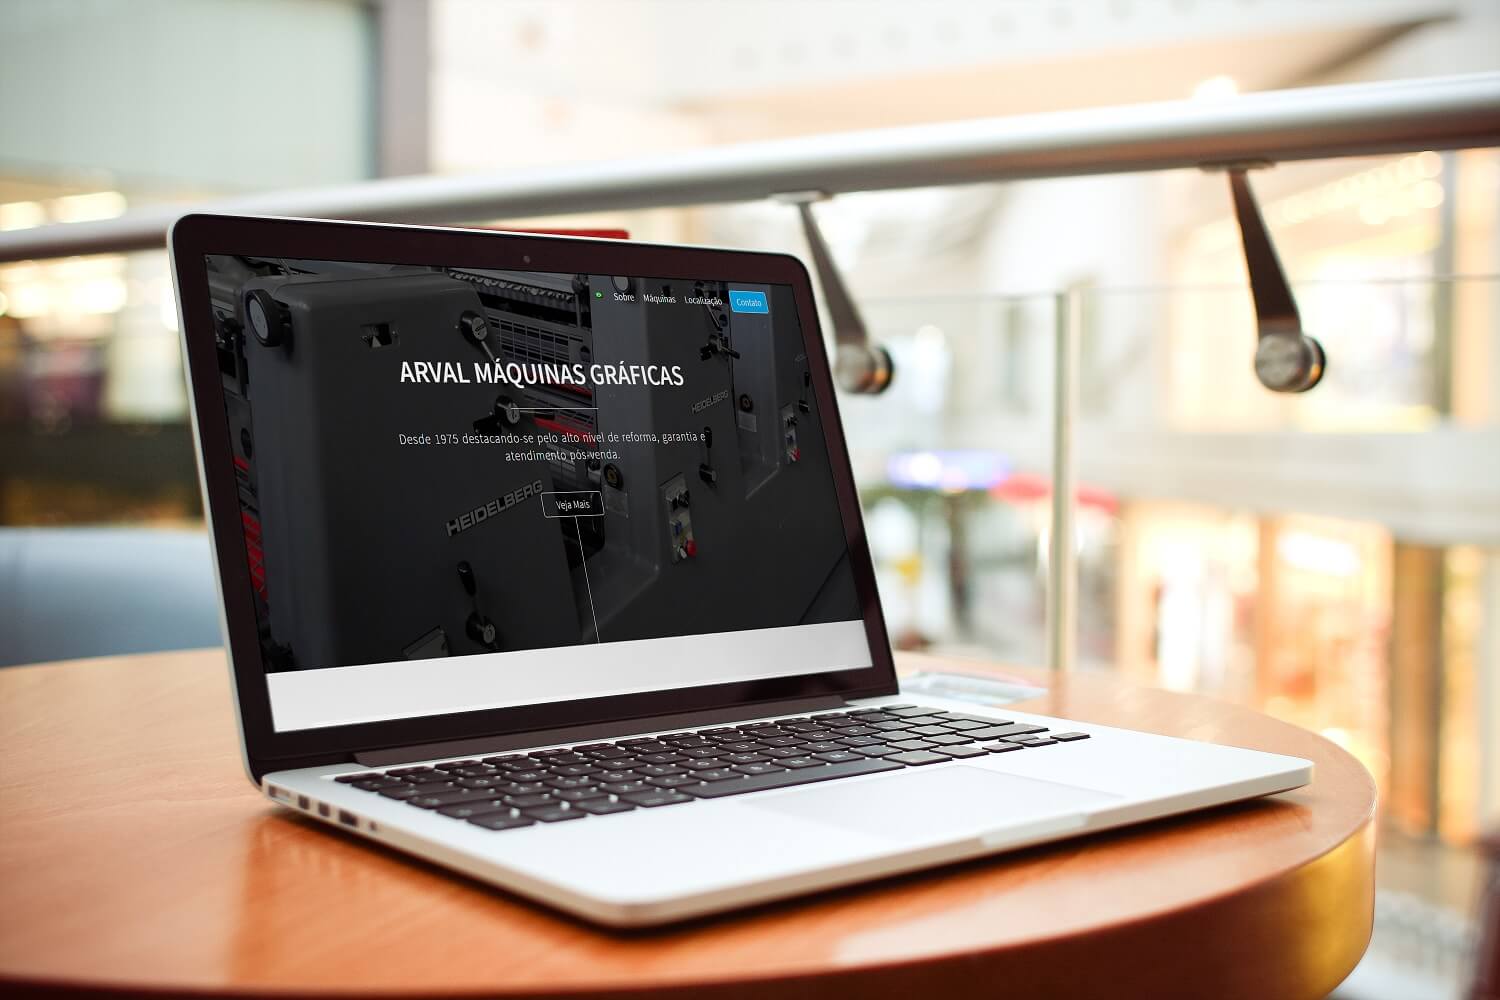 Sobre Máquinas Localização Contato
ARVAL MÁQUINAS GRÁFICAS
Desde 1975 destacando-se pelo alto nível de reforma, garantia e
atendimento pós-venda.
Veja Mais
HEIDELBERG
HEIDELBERG